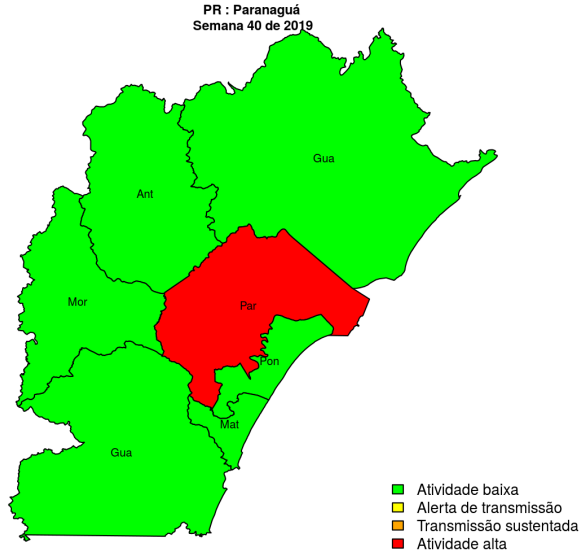 PR : Paranaguá
Semana 40 de 2019
Gua
Ant
Mor
Par
Pon
Mat
Gua
Atividade baixa
Alerta de transmissão
Transmissão sustentada
Atividade alta